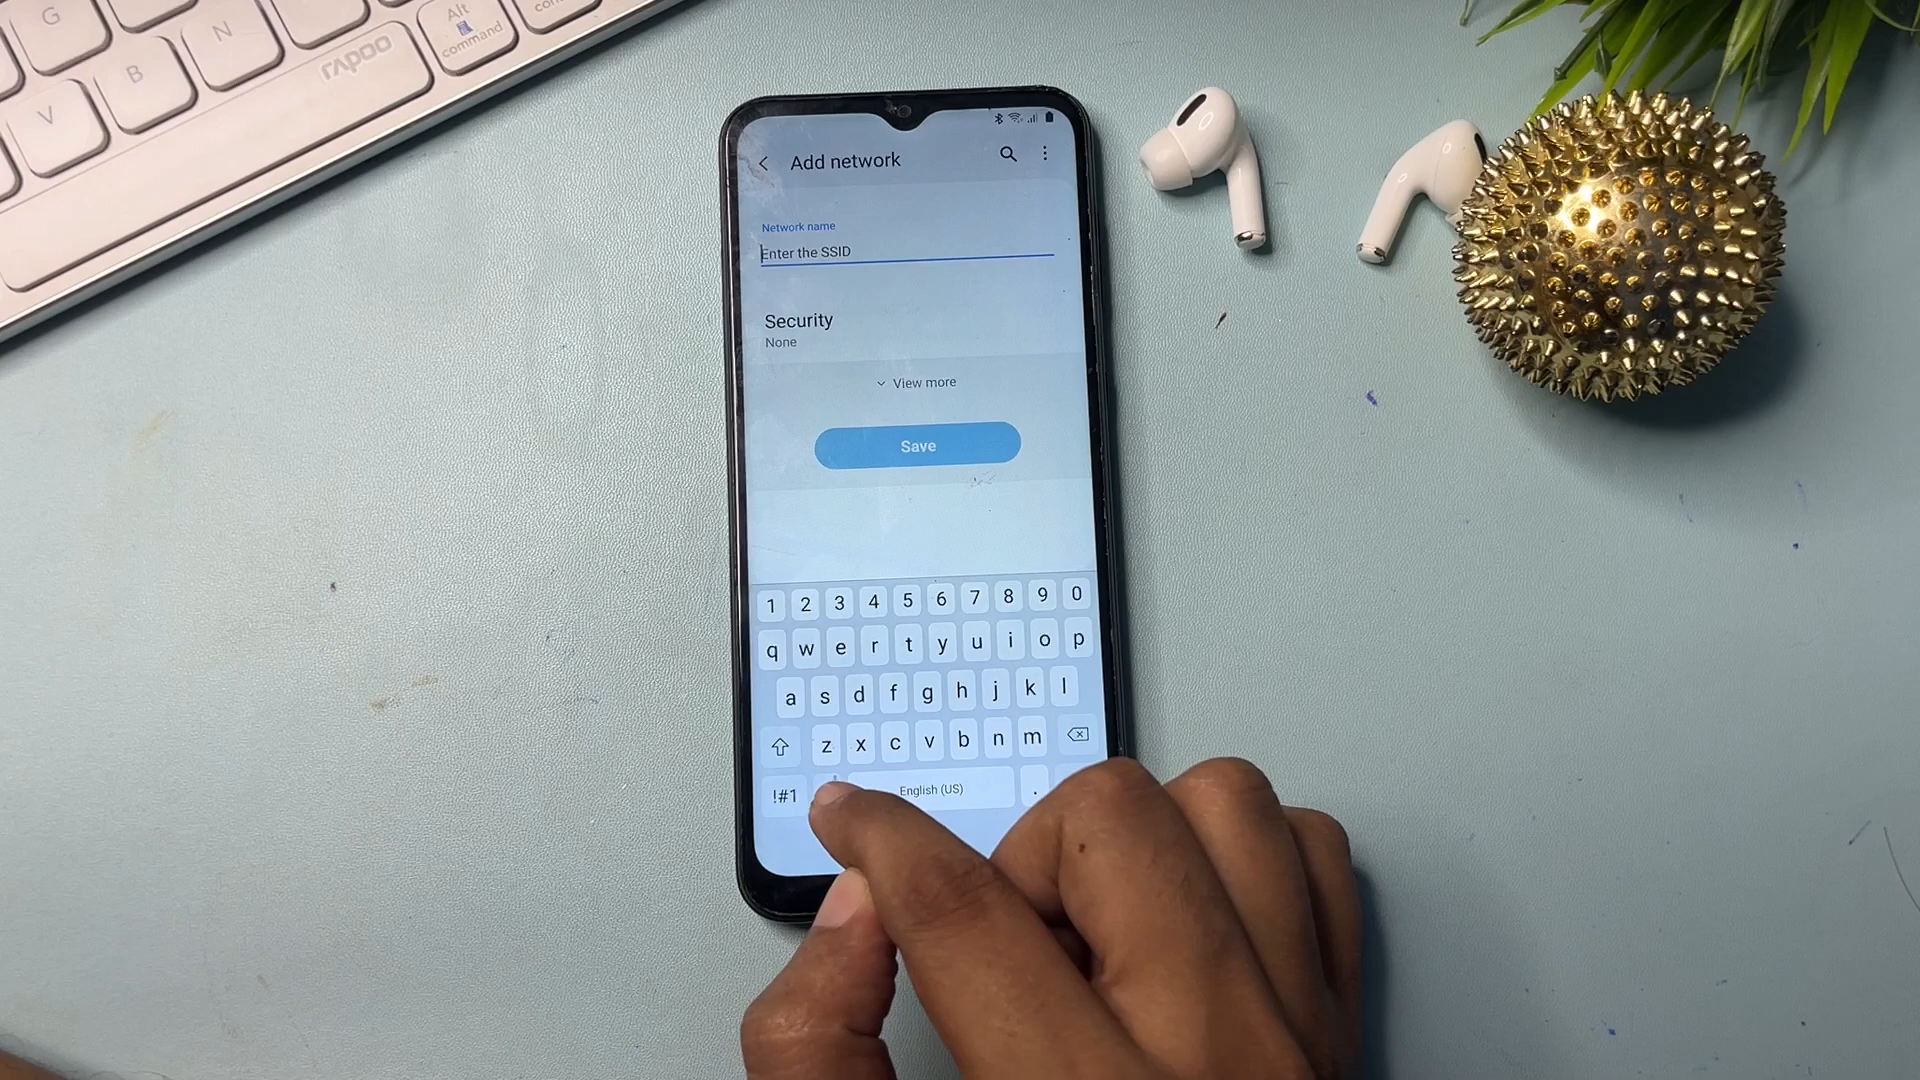 G
V
B
N
Alt
command
rapoo
Add network
Network name
Enter the SSID
Security
None
View more
Save
1 2 3 4 5 6 7 8 9 0
q w e r t y u i o p
a s d f g h j k l
z x c v b n m
!#1 English (US) .